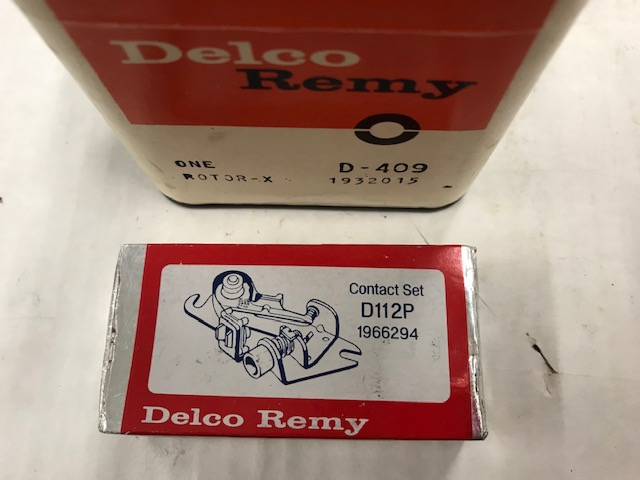 Delco
Remy
ONE D-409
ROTOR-X 1932015
Contact Set
D112P
1966294
Delco Remy